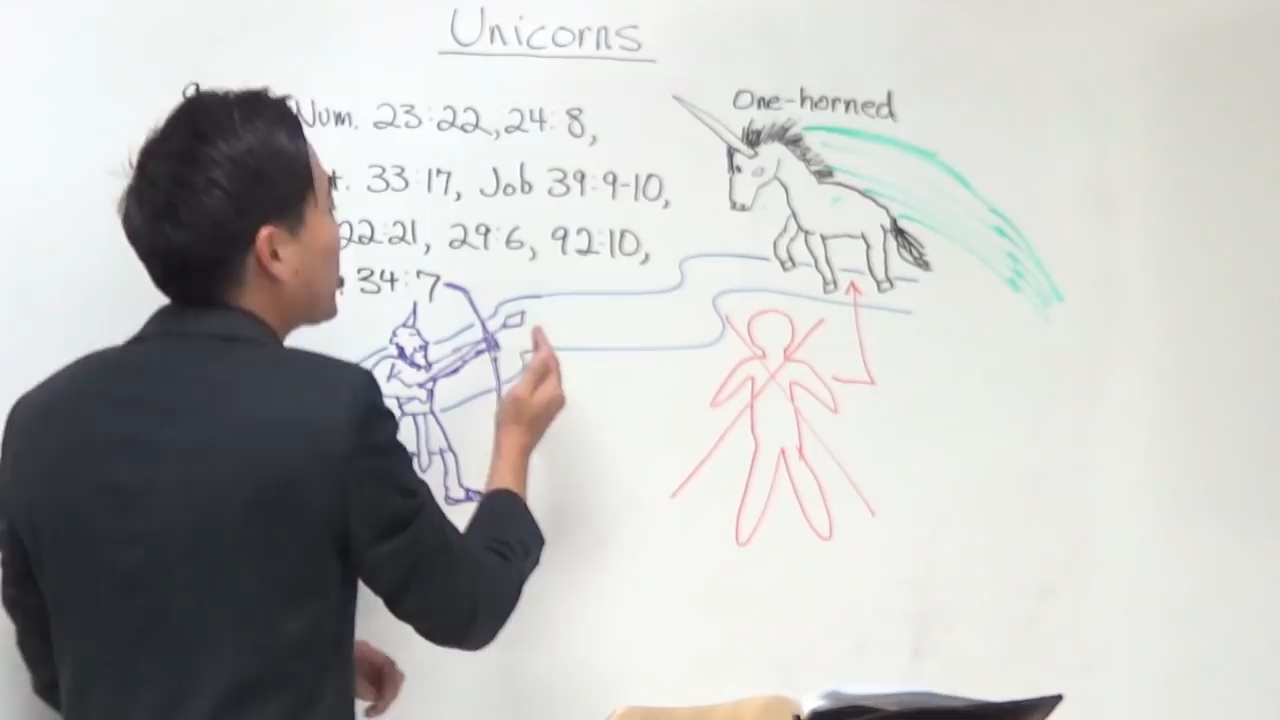 Unicorns
One-horned
Num. 23:22, 24:8,
33:17, Job 39:9-10,
22:21, 29:6, 92:10,
34:7